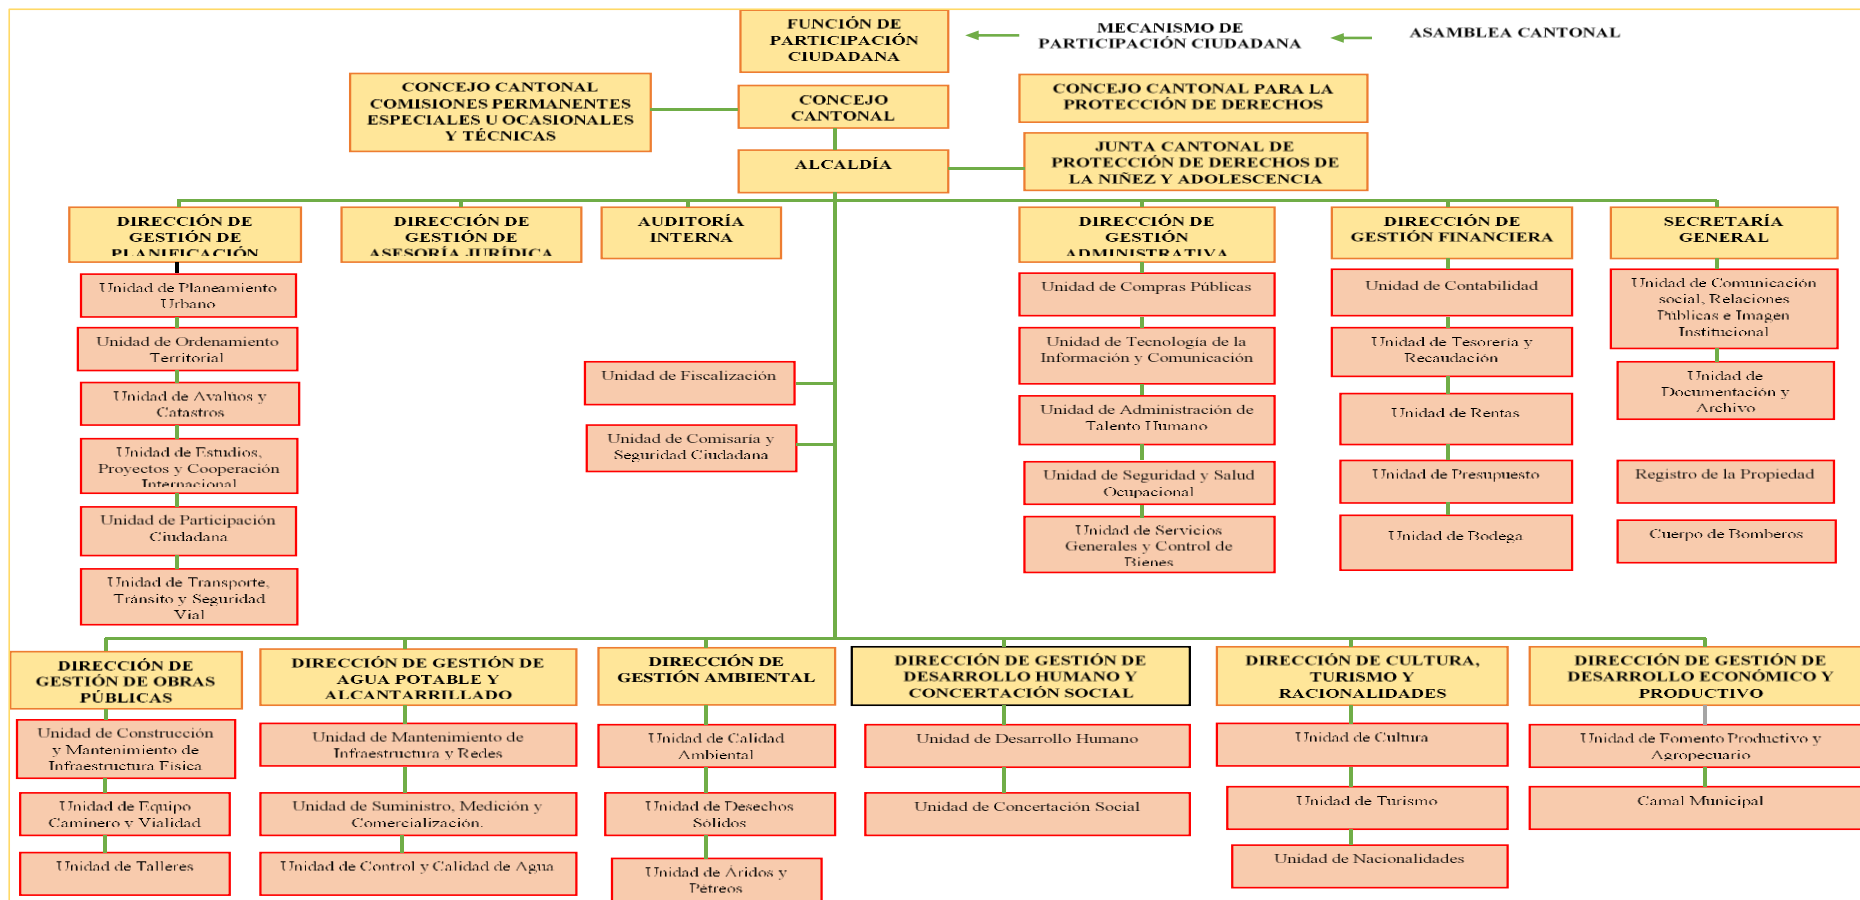 FUNCIÓN DE
PARTICIPACIÓN
CIUDADANA
MECANISMO DE
PARTICIPACIÓN CIUDADANA
ASAMBLEA CANTONAL
CONCEJO CANTONAL
COMISIONES PERMANENTES
ESPECIALES U OCASIONALES
Y TÉCNICAS
CONCEJO
CANTONAL
CONCEJO CANTONAL PARA LA
PROTECCIÓN DE DERECHOS
ALCALDÍA
JUNTA CANTONAL DE
PROTECCIÓN DE DERECHOS DE
LA NIÑEZ Y ADOLESCENCIA
DIRECCIÓN DE
GESTIÓN DE
PLANIFICACIÓN
DIRECCIÓN DE
GESTIÓN DE
ASESORÍA JURÍDICA
AUDITORÍA
INTERNA
DIRECCIÓN DE
GESTIÓN
ADMINISTRATIVA
DIRECCIÓN DE
GESTIÓN FINANCIERA
SECRETARÍA
GENERAL
Unidad de Planeamiento
Urbano
Unidad de Ordenamiento
Territorial
Unidad de Avalúos y
Catastros
Unidad de Estudios,
Proyectos y Cooperación
Internacional
Unidad de Participación
Ciudadana
Unidad de Transporte,
Tránsito y Seguridad
Vial
Unidad de Fiscalización
Unidad de Comisaría y
Seguridad Ciudadana
Unidad de Compras Públicas
Unidad de Tecnología de la
Información y Comunicación
Unidad de Administración de
Talento Humano
Unidad de Seguridad y Salud
Ocupacional
Unidad de Servicios
Generales y Control de
Bienes
Unidad de Contabilidad
Unidad de Tesorería y
Recaudación
Unidad de Rentas
Unidad de Presupuesto
Unidad de Bodega
Unidad de Comunicación
social, Relaciones
Públicas e Imagen
Institucional
Unidad de
Documentación y
Archivo
Registro de la Propiedad
Cuerpo de Bomberos
DIRECCIÓN DE
GESTIÓN DE OBRAS
PÚBLICAS
DIRECCIÓN DE GESTIÓN DE
AGUA POTABLE Y
ALCANTARRILLADO
DIRECCIÓN DE
GESTIÓN AMBIENTAL
DIRECCIÓN DE GESTIÓN DE
DESARROLLO HUMANO Y
CONCERTACIÓN SOCIAL
DIRECCIÓN DE CULTURA,
TURISMO Y
RACIONALIDADES
DIRECCIÓN DE GESTIÓN DE
DESARROLLO ECONÓMICO Y
PRODUCTIVO
Unidad de Construcción
y Mantenimiento de
Infraestructura Física
Unidad de Equipo
Caminero y Vialidad
Unidad de Talleres
Unidad de Mantenimiento de
Infraestructura y Redes
Unidad de Suministro, Medición y
Comercialización.
Unidad de Control y Calidad de Agua
Unidad de Calidad
Ambiental
Unidad de Desechos
Sólidos
Unidad de Áridos y
Pétreos
Unidad de Desarrollo Humano
Unidad de Concertación Social
Unidad de Cultura
Unidad de Turismo
Unidad de Nacionalidades
Unidad de Fomento Productivo y
Agropecuario
Camal Municipal